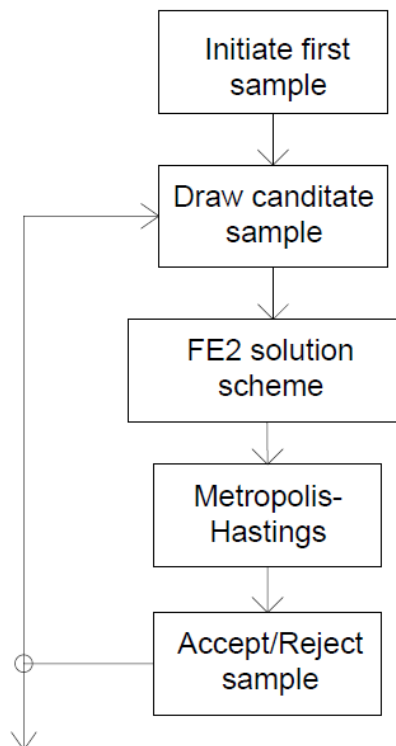 Initiate first
sample
Draw canditate
sample
FE2 solution
scheme
Metropolis-
Hastings
Accept/Reject
sample